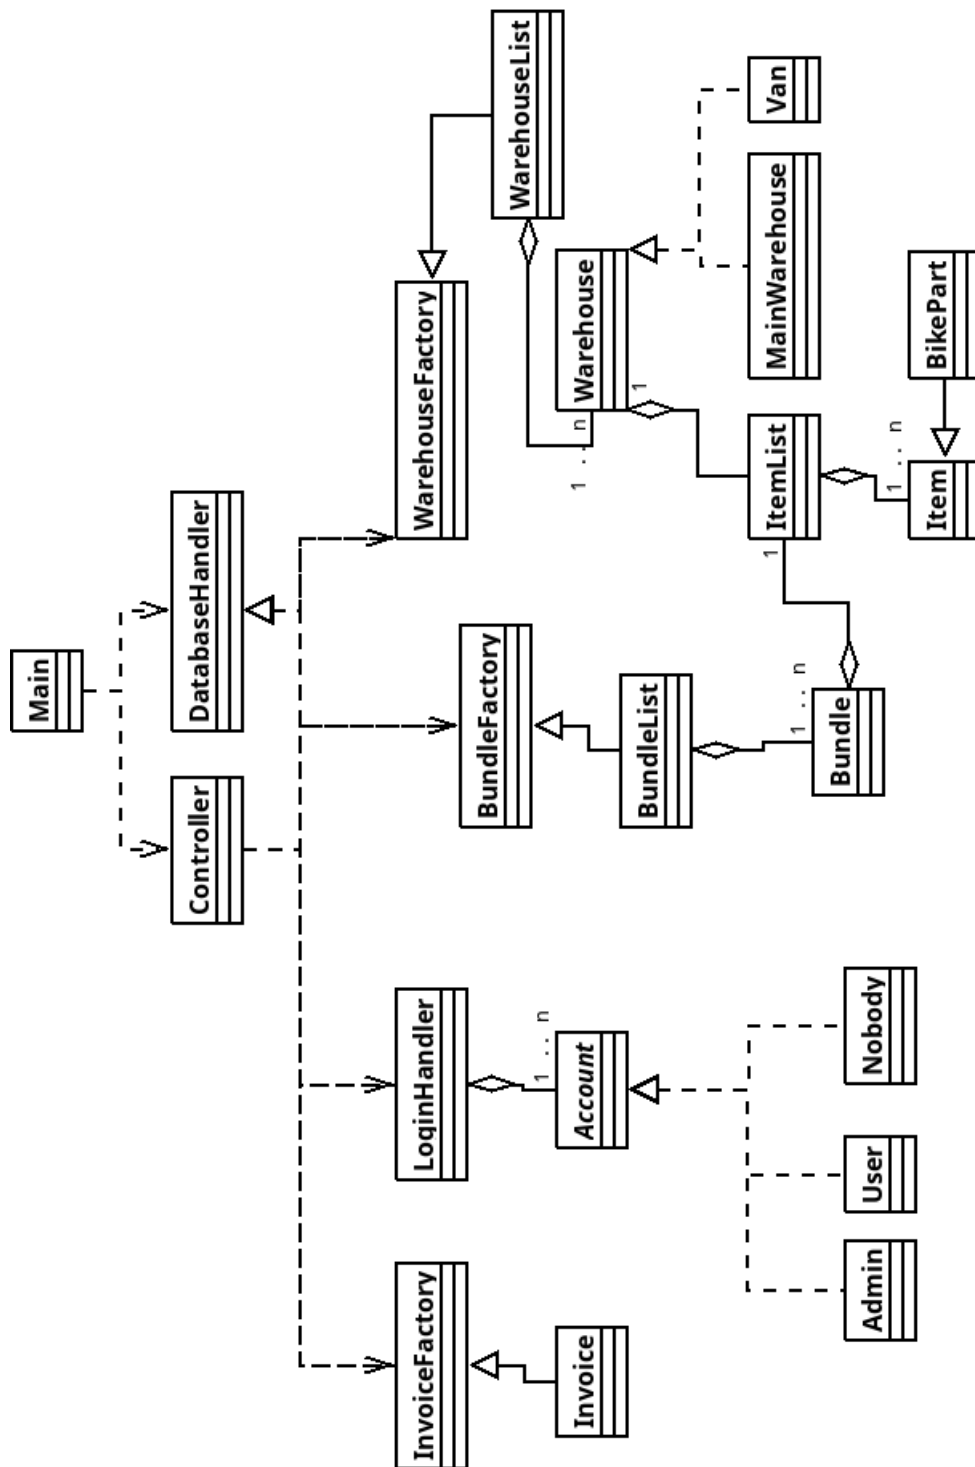 Main
Controller
DatabaseHandler
InvoiceFactory
LoginHandler
WarehouseFactory
BundleFactory
WarehouseList
Invoice
1 .. n
Account
1 .. n
Warehouse
1
BundleList
ItemList
1
MainWarehouse
Van
1 .. n
Bundle
Admin
User
Nobody
1 .. n
Item
BikePart